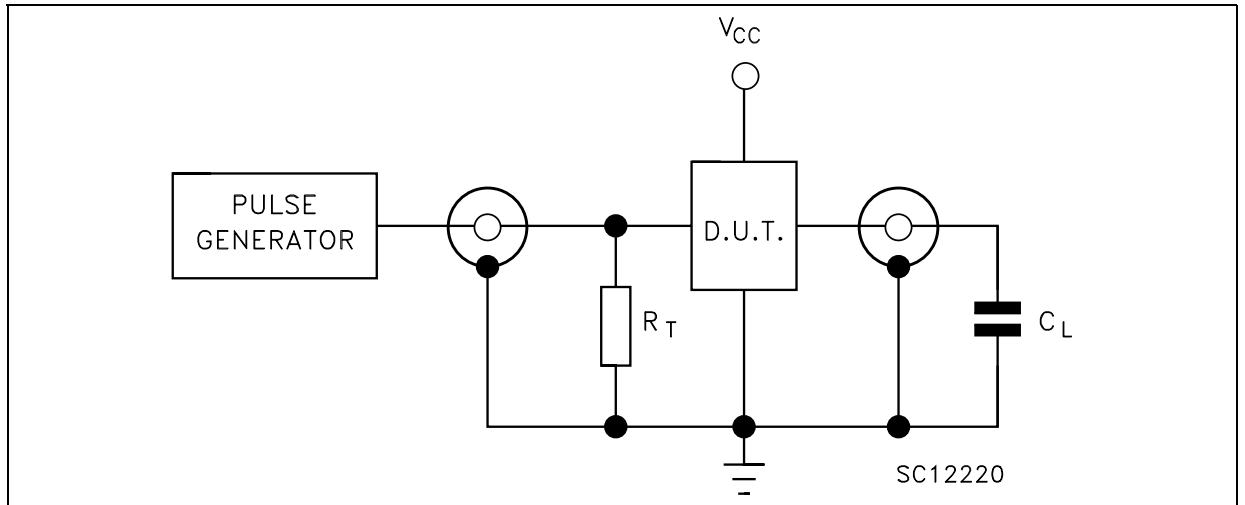 VCC
PULSE
GENERATOR
D.U.T.
RT
CL
SC12220